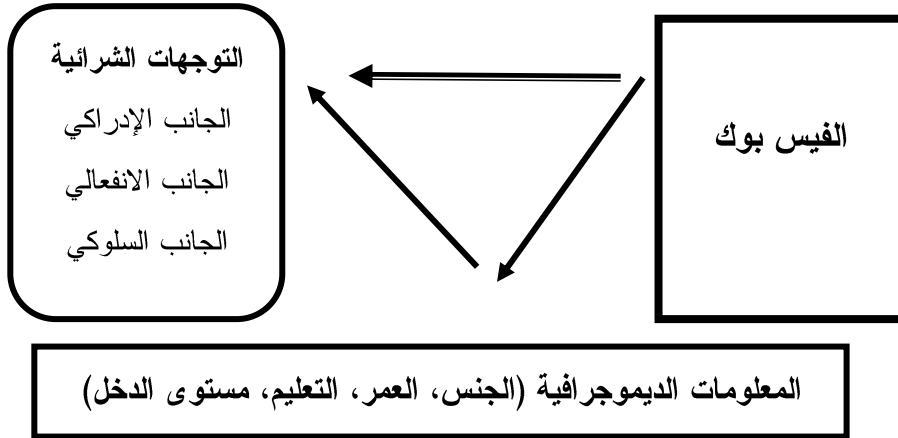 الفيس بوك
التوجهات الشرائية
الجانب الإدراكي
الجانب الانفعالي
الجانب السلوكي
المعلومات الديموجرافية (الجنس، العمر، التعليم، مستوى الدخل)